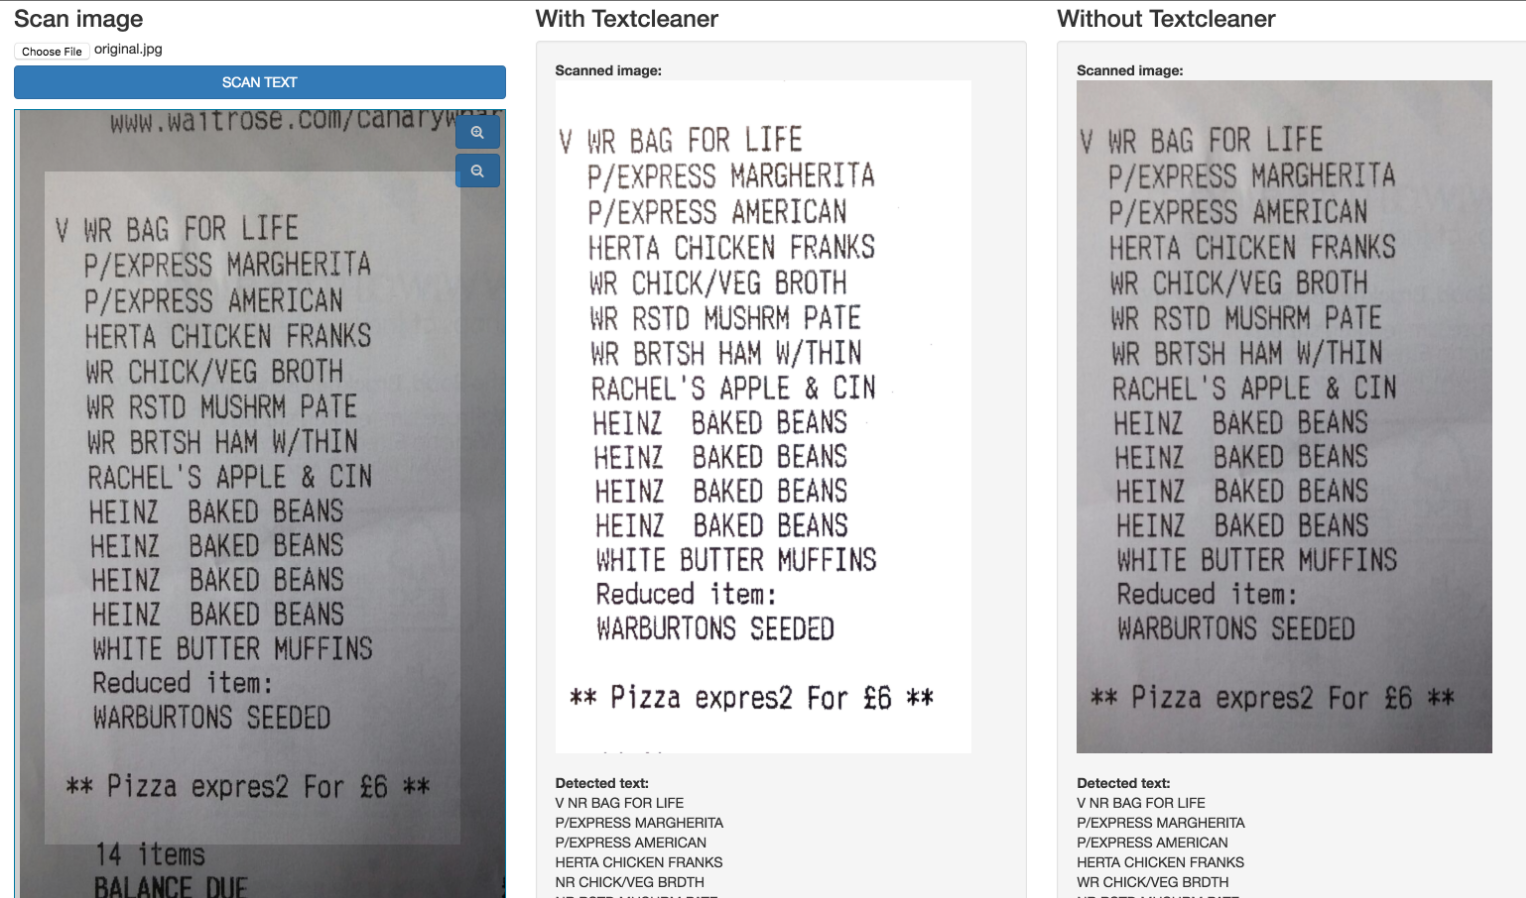 Scan image
Choose File original.jpg
SCAN TEXT
www.waitrose.com/canarywharf
V WR BAG FOR LIFE
P/EXPRESS MARGHERITA
P/EXPRESS AMERICAN
HERTA CHICKEN FRANKS
WR CHICK/VEG BROTH
WR RSTD MUSHRM PATE
WR BRTSH HAM W/THIN
RACHEL'S APPLE & CIN
HEINZ BAKED BEANS
HEINZ BAKED BEANS
HEINZ BAKED BEANS
HEINZ BAKED BEANS
WHITE BUTTER MUFFINS
Reduced item:
WARBURTONS SEEDED
** Pizza expres2 For £6 **
14 items
BALANCE DUE
With Textcleaner
Scanned image:
V WR BAG FOR LIFE
P/EXPRESS MARGHERITA
P/EXPRESS AMERICAN
HERTA CHICKEN FRANKS
WR CHICK/VEG BROTH
WR RSTD MUSHRM PATE
WR BRTSH HAM W/THIN
RACHEL'S APPLE & CIN
HEINZ BAKED BEANS
HEINZ BAKED BEANS
HEINZ BAKED BEANS
HEINZ BAKED BEANS
WHITE BUTTER MUFFINS
Reduced item:
WARBURTONS SEEDED
** Pizza expres2 For £6 **
Detected text:
V NR BAG FOR LIFE
P/EXPRESS MARGHERITA
P/EXPRESS AMERICAN
HERTA CHICKEN FRANKS
NR CHICK/VEG BRDTH
NR RSTD MUSHRM PATE
Without Textcleaner
Scanned image:
V WR BAG FOR LIFE
P/EXPRESS MARGHERITA
P/EXPRESS AMERICAN
HERTA CHICKEN FRANKS
WR CHICK/VEG BROTH
WR RSTD MUSHRM PATE
WR BRTSH HAM W/THIN
RACHEL'S APPLE & CIN
HEINZ BAKED BEANS
HEINZ BAKED BEANS
HEINZ BAKED BEANS
HEINZ BAKED BEANS
WHITE BUTTER MUFFINS
Reduced item:
WARBURTONS SEEDED
** Pizza expres2 For £6 **
Detected text:
V NR BAG FOR LIFE
P/EXPRESS MARGHERITA
P/EXPRESS AMERICAN
HERTA CHICKEN FRANKS
WR CHICK/VEG BRDTH
NR RSTD MUSHRM PATE